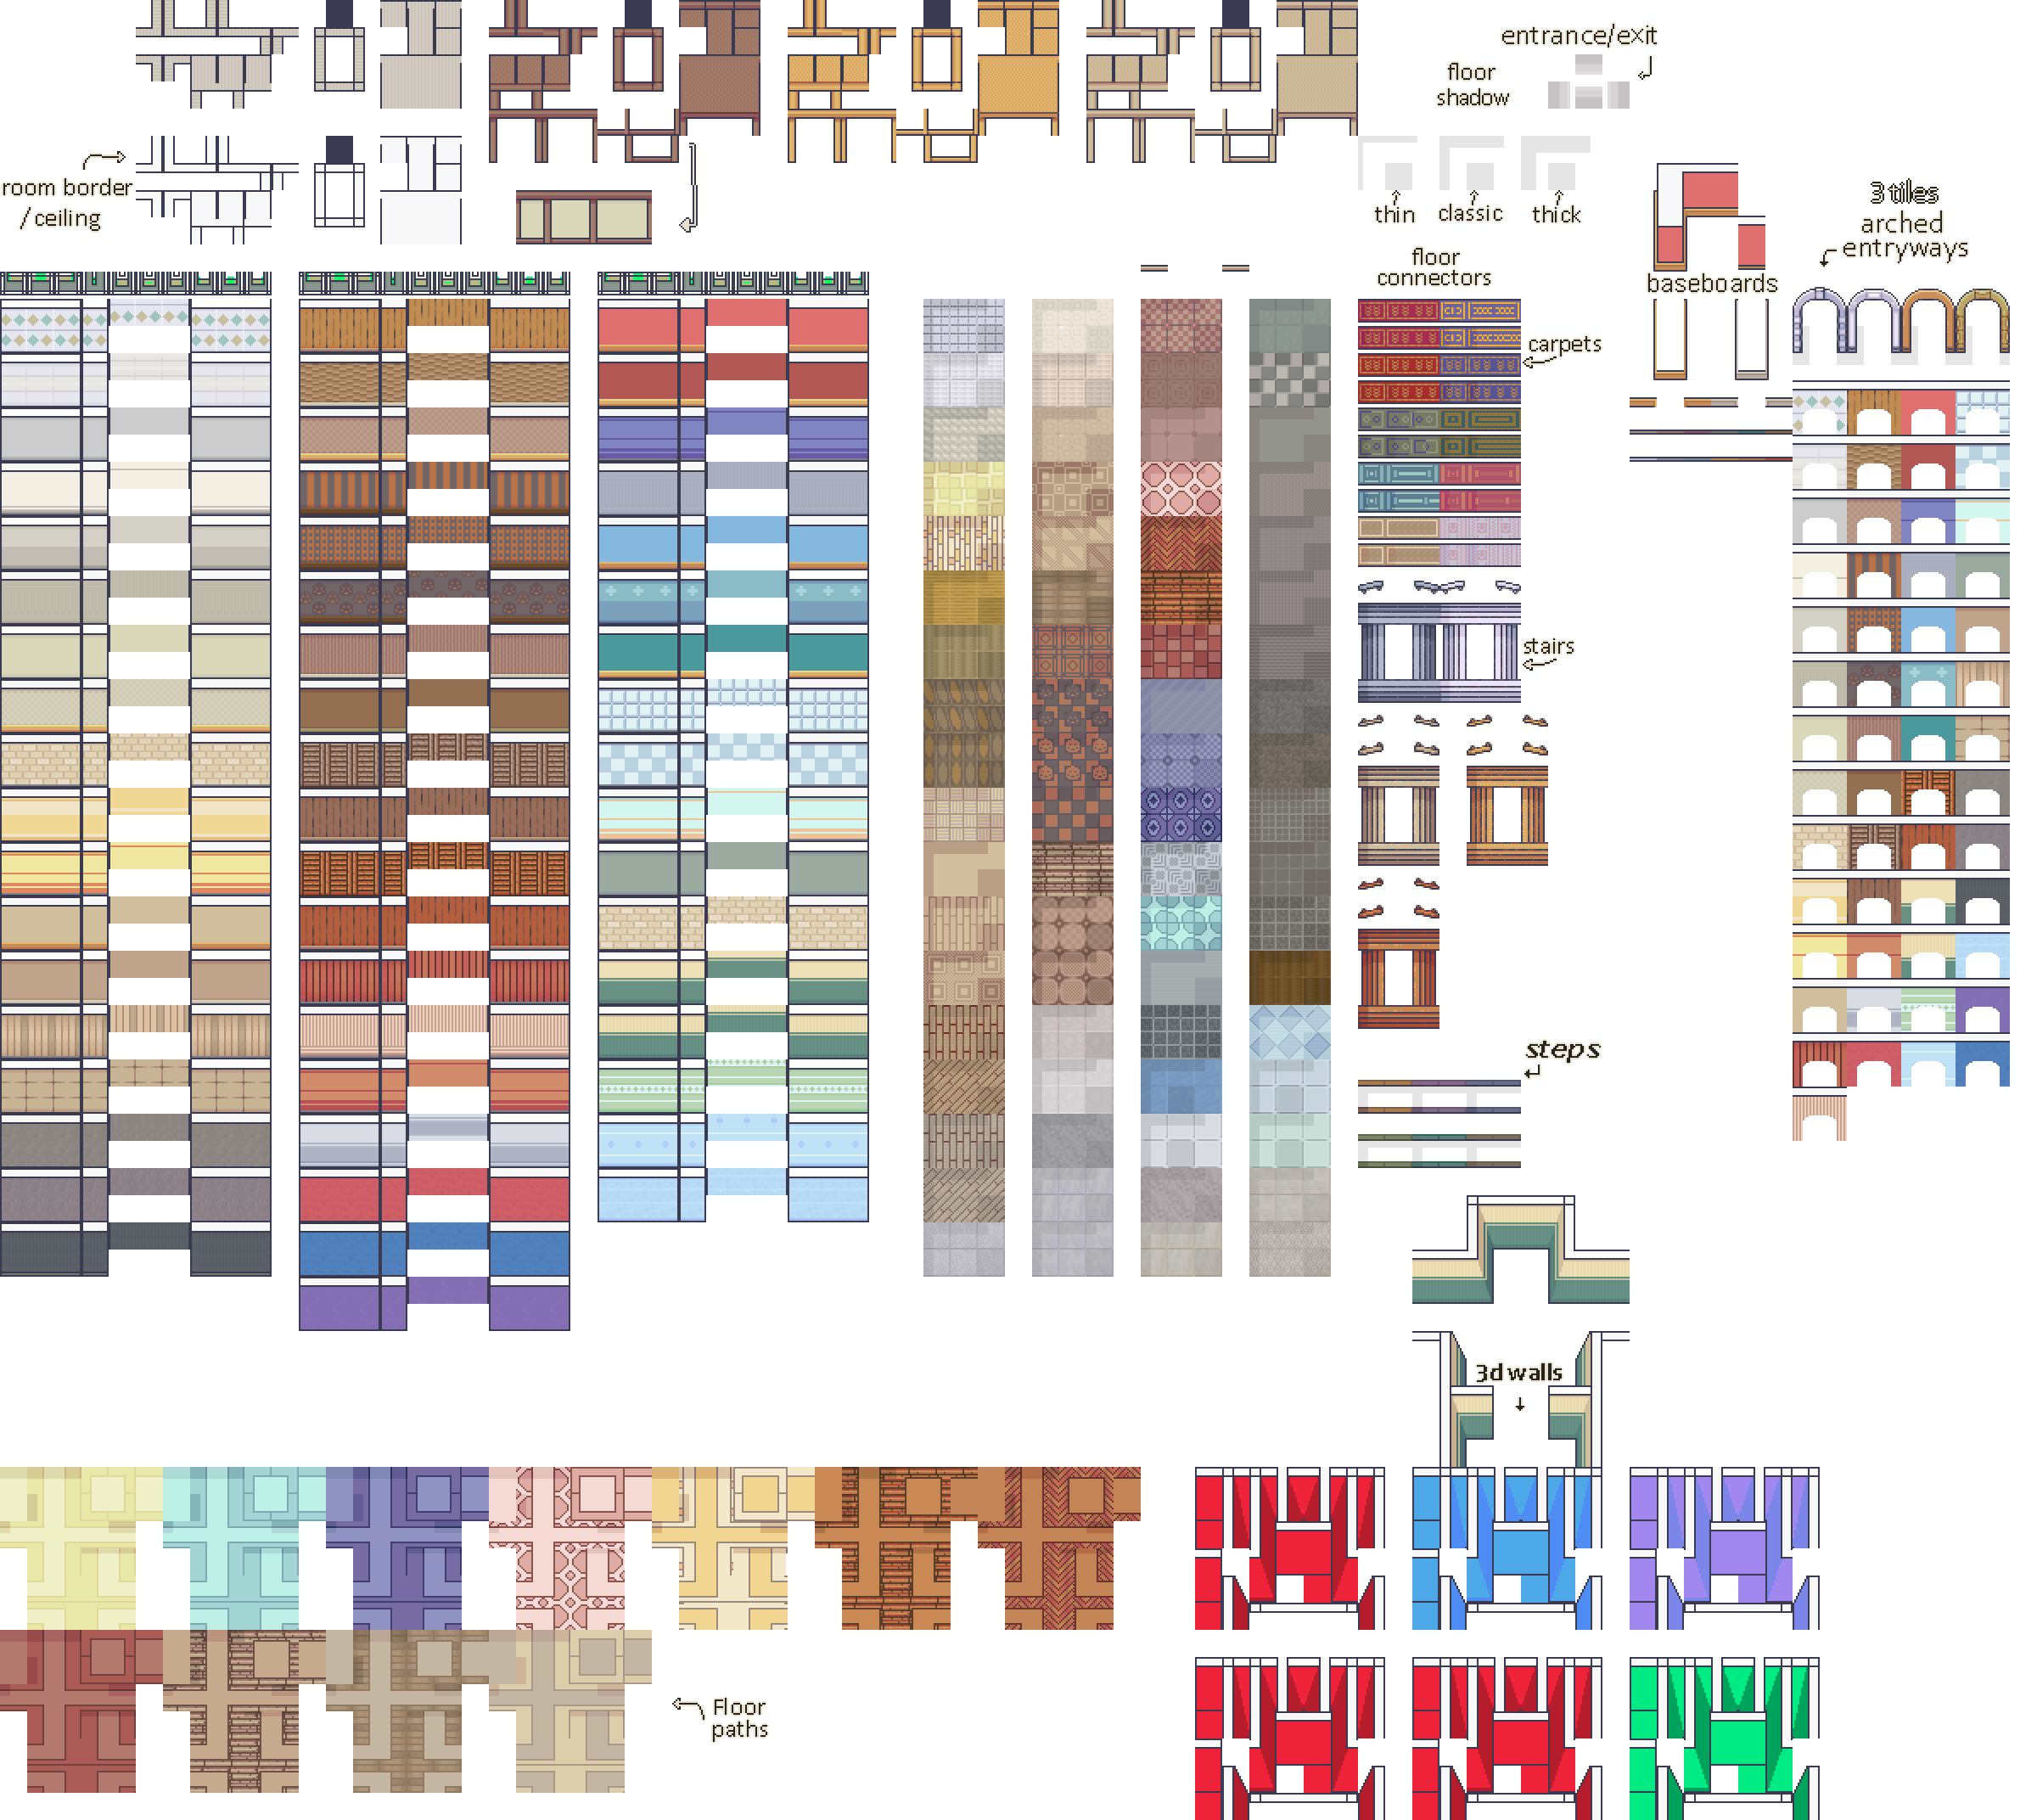 entrance/exit
floor
shadow
room border
/ceiling
thin classic thick
3 tiles
arched
entryways
floor
connectors
baseboards
carpets
stairs
steps
3d walls
Floor
paths